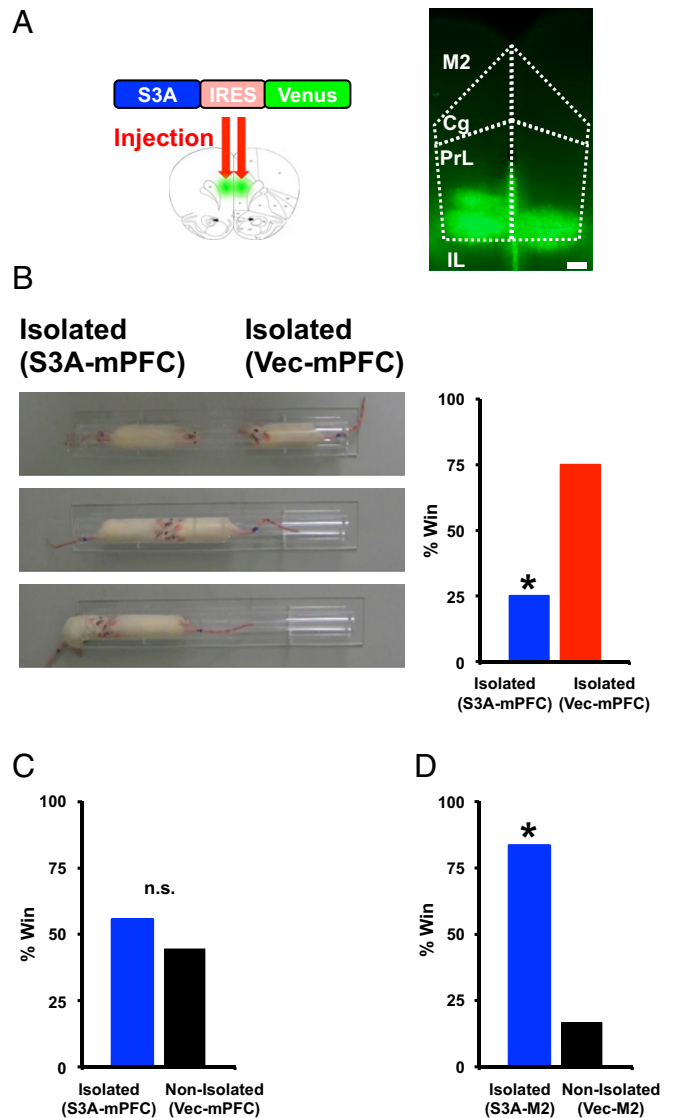 A
S3A IRES Venus
Injection
M2
Cg
PrL
IL
B
Isolated
(S3A-mPFC)
Isolated
(Vec-mPFC)
100
75
50
25
0
% Win
*
Isolated
(S3A-mPFC)
Isolated
(Vec-mPFC)
C
100
75
50
25
0
% Win
n.s.
Isolated
(S3A-mPFC)
Non-Isolated
(Vec-mPFC)
D
100
75
50
25
0
% Win
*
Isolated
(S3A-M2)
Non-Isolated
(Vec-M2)